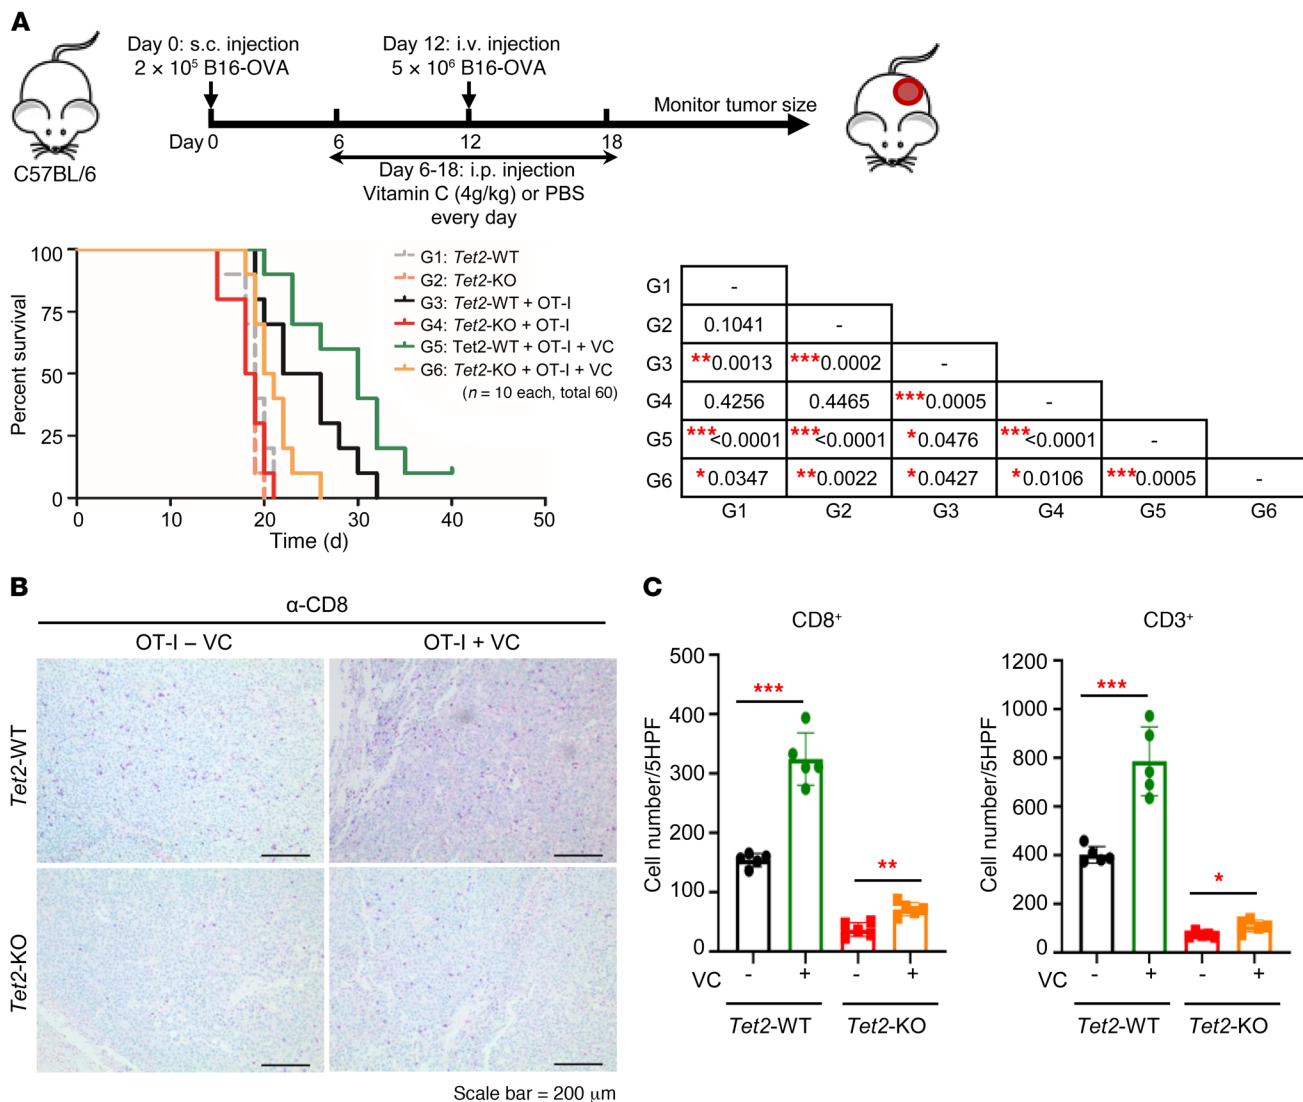 A
Day 0: s.c. injection
2 × 10⁵ B16-OVA
Day 12: i.v. injection
5 × 10⁶ B16-OVA
Monitor tumor size
Day 0
6
12
18
C57BL/6
Day 6-18: i.p. injection
Vitamin C (4g/kg) or PBS
every day
Percent survival
100
75
50
25
0
0 10 20 30 40 50
Time (d)
G1: Tet2-WT
G2: Tet2-KO
G3: Tet2-WT + OT-I
G4: Tet2-KO + OT-I
G5: Tet2-WT + OT-I + VC
G6: Tet2-KO + OT-I + VC
(n = 10 each, total 60)
G1 -
G2 0.1041 -
G3 **0.0013 ***0.0002 -
G4 0.4256 0.4465 ***0.0005 -
G5 ***<0.0001 ***<0.0001 *0.0476 ***<0.0001 -
G6 *0.0347 **0.0022 *0.0427 *0.0106 ***0.0005 -
G1 G2 G3 G4 G5 G6
B
α-CD8
OT-I – VC
OT-I + VC
Tet2-WT
Tet2-KO
Scale bar = 200 μm
C
CD8⁺
Cell number/5HPF
500
400
300
200
100
0
***
**
VC - + - +
Tet2-WT Tet2-KO
CD3⁺
Cell number/5HPF
1200
1000
800
600
400
200
0
***
*
VC - + - +
Tet2-WT Tet2-KO